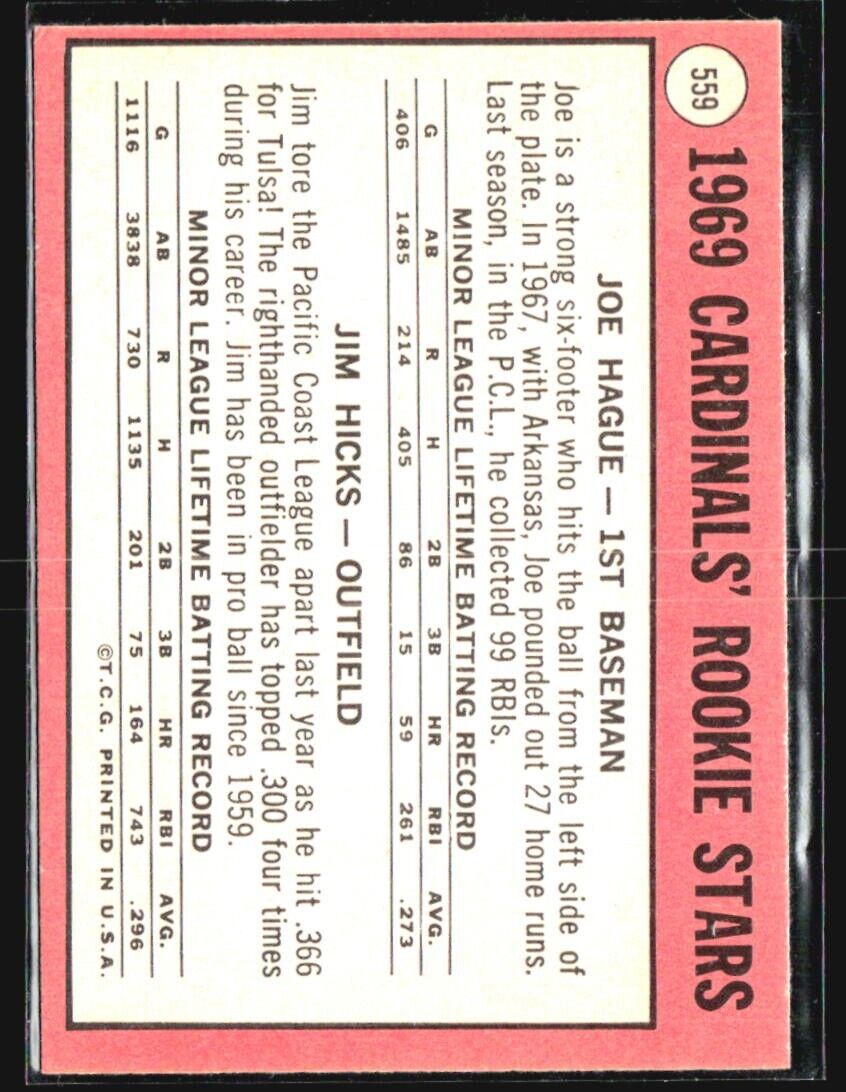 559
1969 CARDINALS' ROOKIE STARS
JOE HAGUE — 1ST BASEMAN
Joe is a strong six-footer who hits the ball from the left side of
the plate. In 1967, with Arkansas, Joe pounded out 27 home runs.
Last season, in the P.C.L., he collected 99 RBIs.
MINOR LEAGUE LIFETIME BATTING RECORD
G AB R H 2B 3B HR RBI AVG.
406 1485 214 405 86 15 59 261 .273
JIM HICKS — OUTFIELD
Jim tore the Pacific Coast League apart last year as he hit .366
for Tulsa! The righthanded outfielder has topped .300 four times
during his career. Jim has been in pro ball since 1959.
MINOR LEAGUE LIFETIME BATTING RECORD
G AB R H 2B 3B HR RBI AVG.
1116 3838 730 1135 201 75 164 743 .296
©T.C.G. PRINTED IN U.S.A.